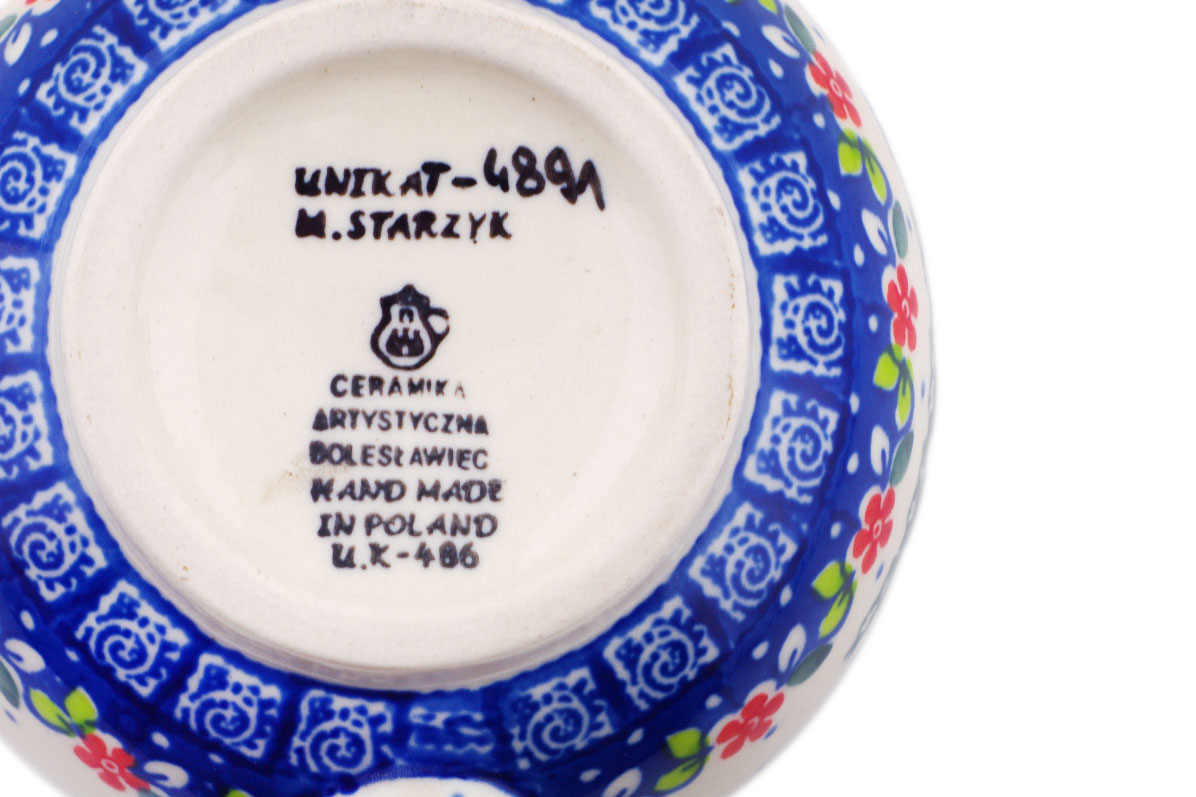 UNIKAT-4891
M.STARZYK
CERAMIKA
ARTYSTYCZNA
BOLESŁAWIEC
HAND MADE
IN POLAND
U.K-486